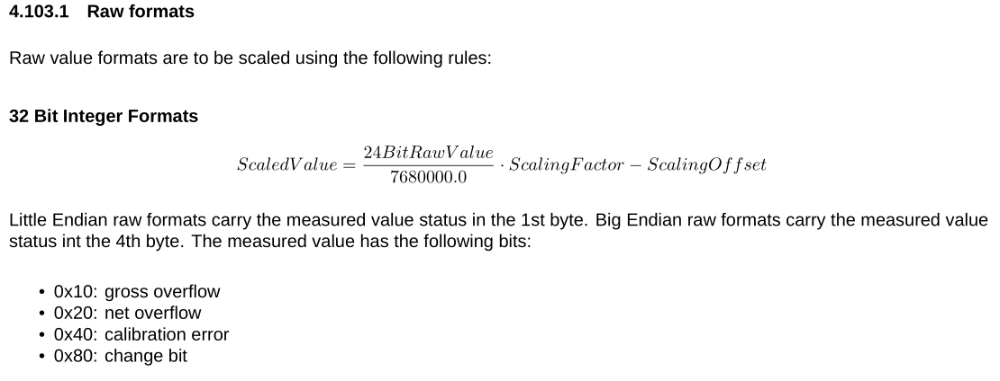 4.103.1 Raw formats
Raw value formats are to be scaled using the following rules:
32 Bit Integer Formats
ScaledValue = 24BitRawValue / 7680000.0 · ScalingFactor − ScalingOffset
Little Endian raw formats carry the measured value status in the 1st byte. Big Endian raw formats carry the measured value
status int the 4th byte. The measured value has the following bits:
• 0x10: gross overflow
• 0x20: net overflow
• 0x40: calibration error
• 0x80: change bit